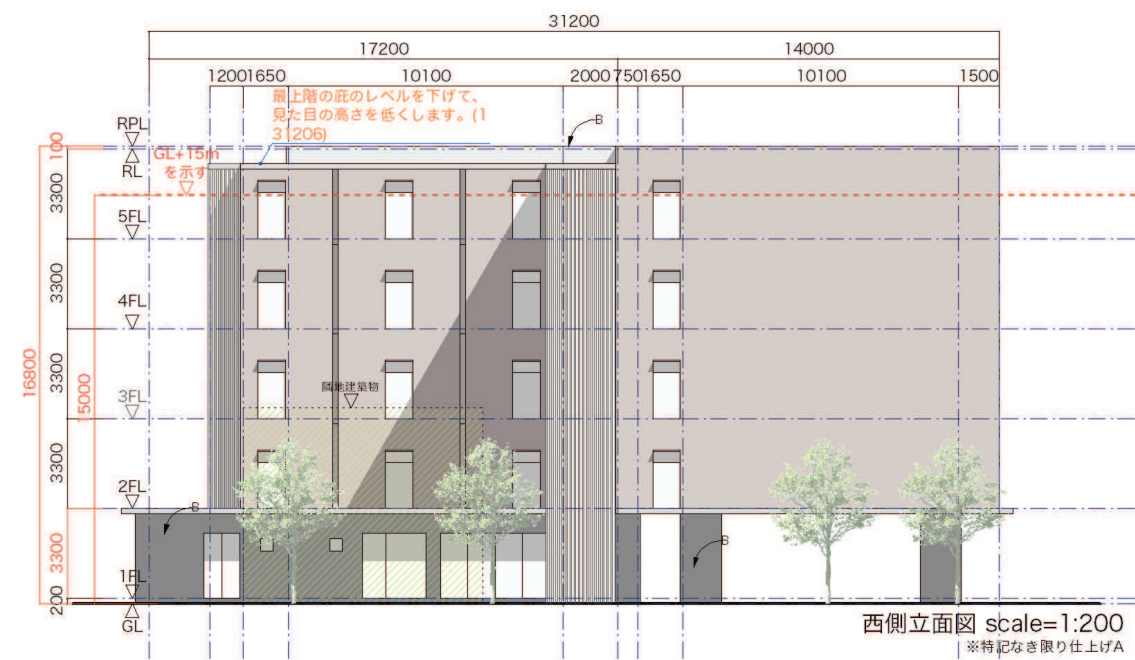 31200
17200 14000
1200 1650 10100 2000 750 1650 10100 1500
最上階の庇のレベルを下げて、
見た目の高さを低くします。(1
31206)
RPL
B
100
GL+15m
を示す
RL
3300
5FL
3300
4FL
16800
15000
3300
隣地建築物
3FL
3300
2FL
B
3300
B
1FL
200
GL
西側立面図 scale=1:200
※特記なき限り仕上げA